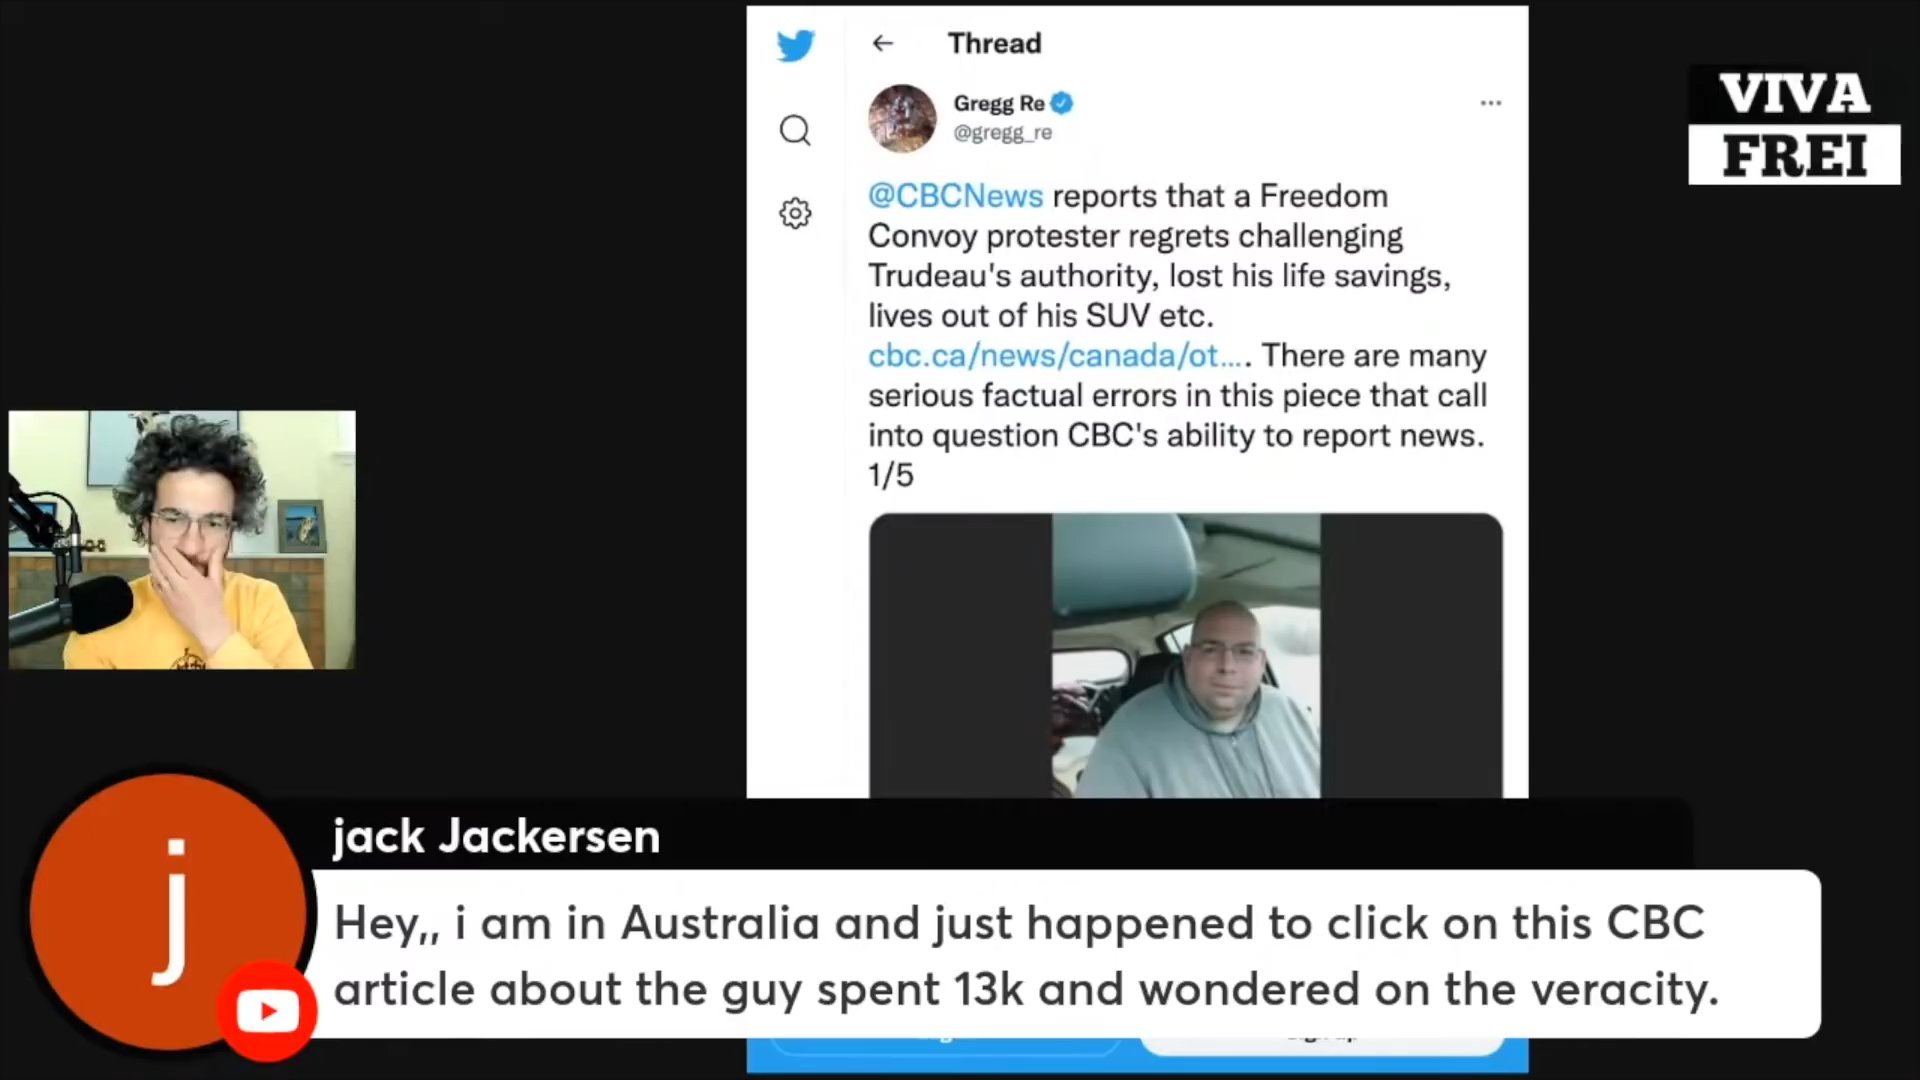 Thread
VIVA
FREI
Gregg Re
@gregg_re
@CBCNews reports that a Freedom
Convoy protester regrets challenging
Trudeau's authority, lost his life savings,
lives out of his SUV etc.
cbc.ca/news/canada/ot.... There are many
serious factual errors in this piece that call
into question CBC's ability to report news.
1/5
jack Jackersen
j
Hey,, i am in Australia and just happened to click on this CBC
article about the guy spent 13k and wondered on the veracity.